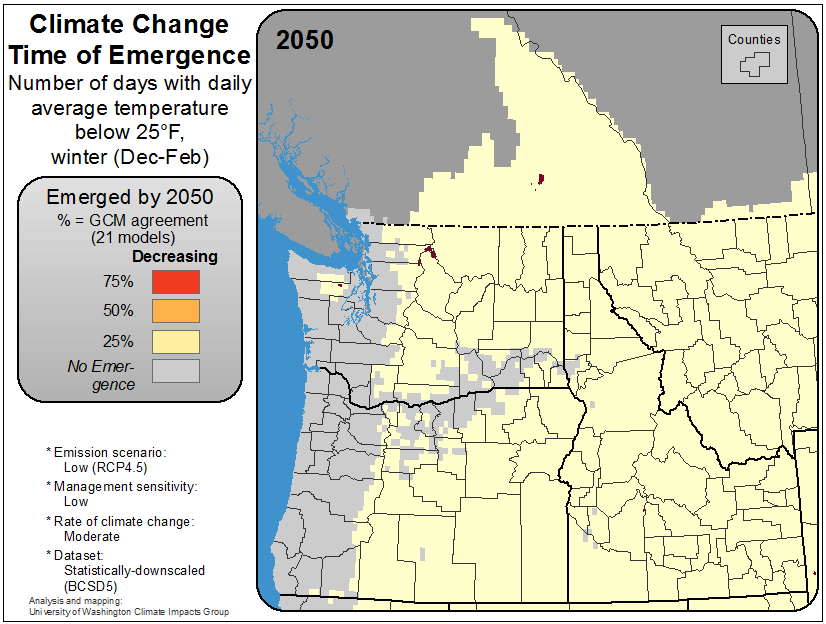 Climate Change
Time of Emergence
Number of days with daily
average temperature
below 25°F,
winter (Dec-Feb)
Emerged by 2050
% = GCM agreement
(21 models)
Decreasing
75%
50%
25%
No Emer-
gence
* Emission scenario:
Low (RCP4.5)
* Management sensitivity:
Low
* Rate of climate change:
Moderate
* Dataset:
Statistically-downscaled
(BCSD5)
Analysis and mapping:
University of Washington Climate Impacts Group
2050
Counties